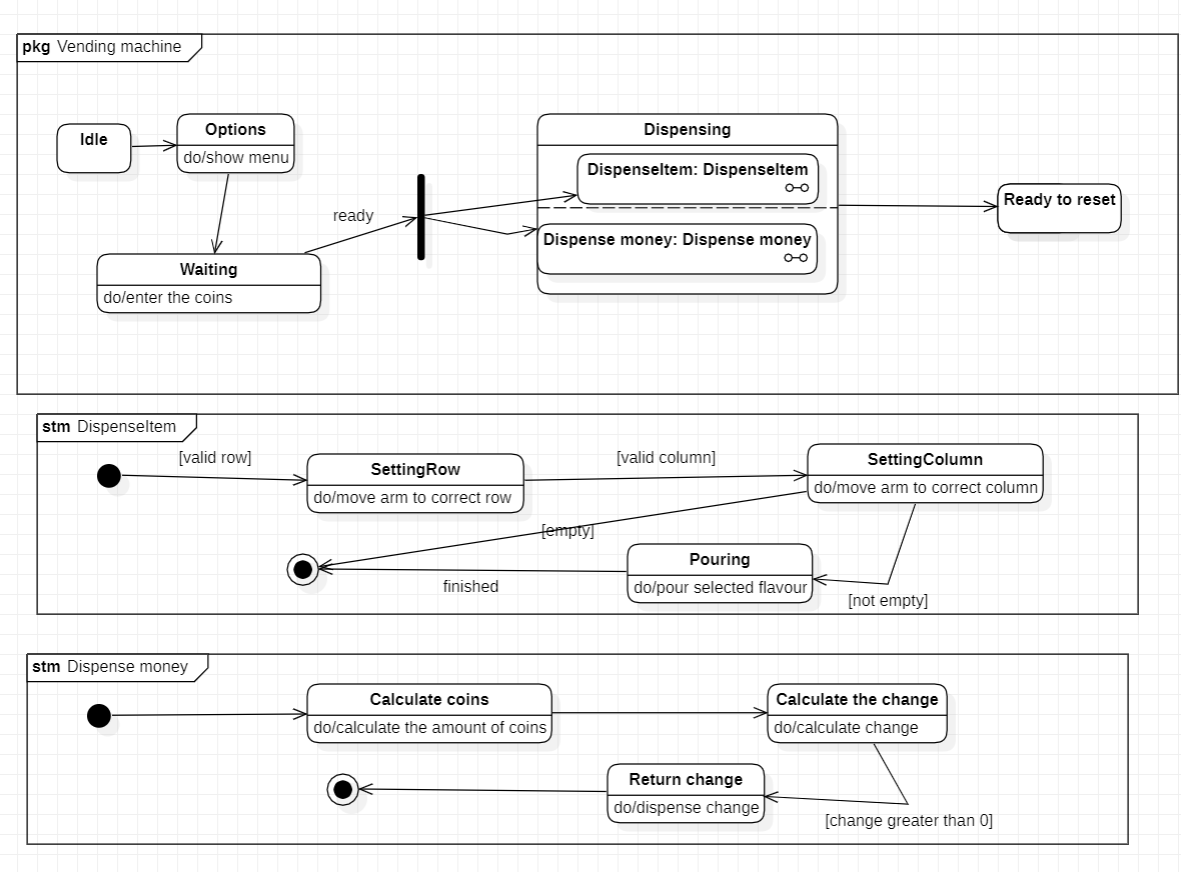 pkg Vending machine
Idle
Options
do/show menu
Waiting
do/enter the coins
ready
Dispensing
DispenseItem: DispenseItem
Dispense money: Dispense money
Ready to reset
stm DispenseItem
[valid row]
SettingRow
do/move arm to correct row
[valid column]
SettingColumn
do/move arm to correct column
[empty]
Pouring
do/pour selected flavour
finished
[not empty]
stm Dispense money
Calculate coins
do/calculate the amount of coins
Calculate the change
do/calculate change
Return change
do/dispense change
[change greater than 0]